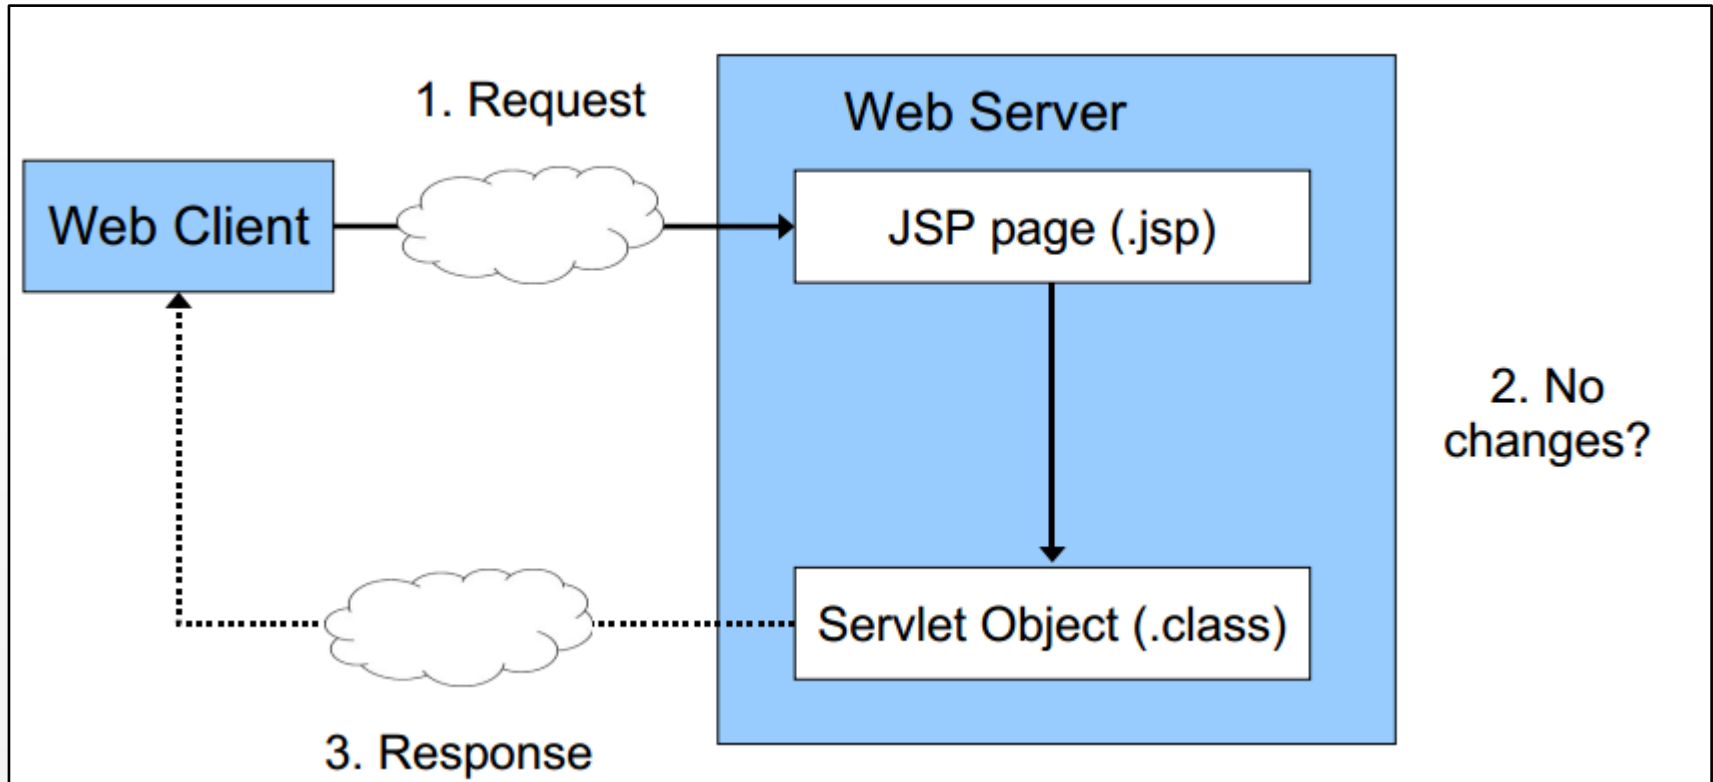 1. Request
Web Server
Web Client
JSP page (.jsp)
2. No
changes?
Servlet Object (.class)
3. Response